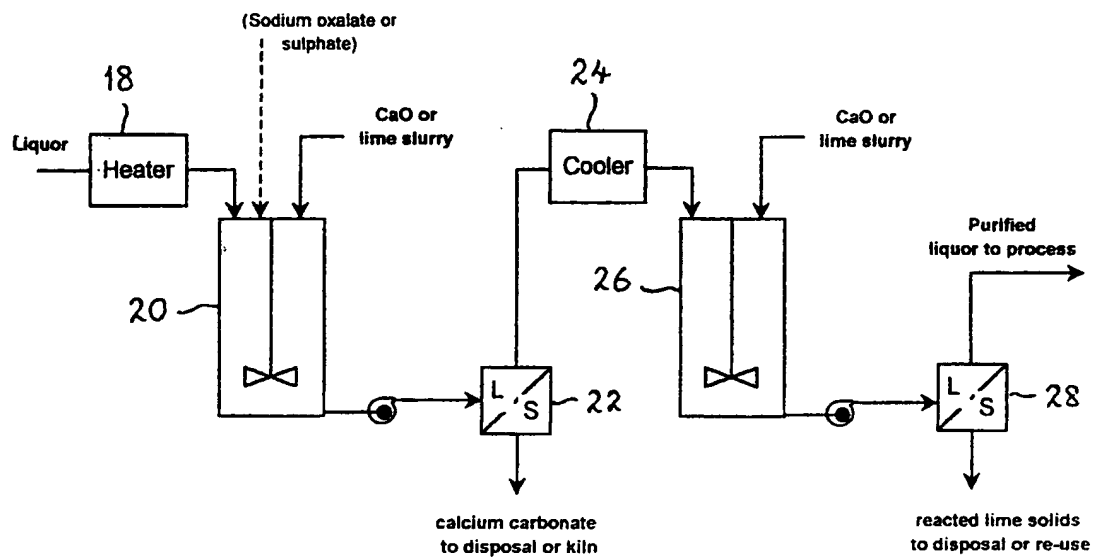 (Sodium oxalate or
sulphate)
18
24
CaO or
lime slurry
CaO or
lime slurry
Liquor
Heater
Cooler
Purified
liquor to process
20
26
L
S
22
L
S
28
calcium carbonate
to disposal or kiln
reacted lime solids
to disposal or re-use